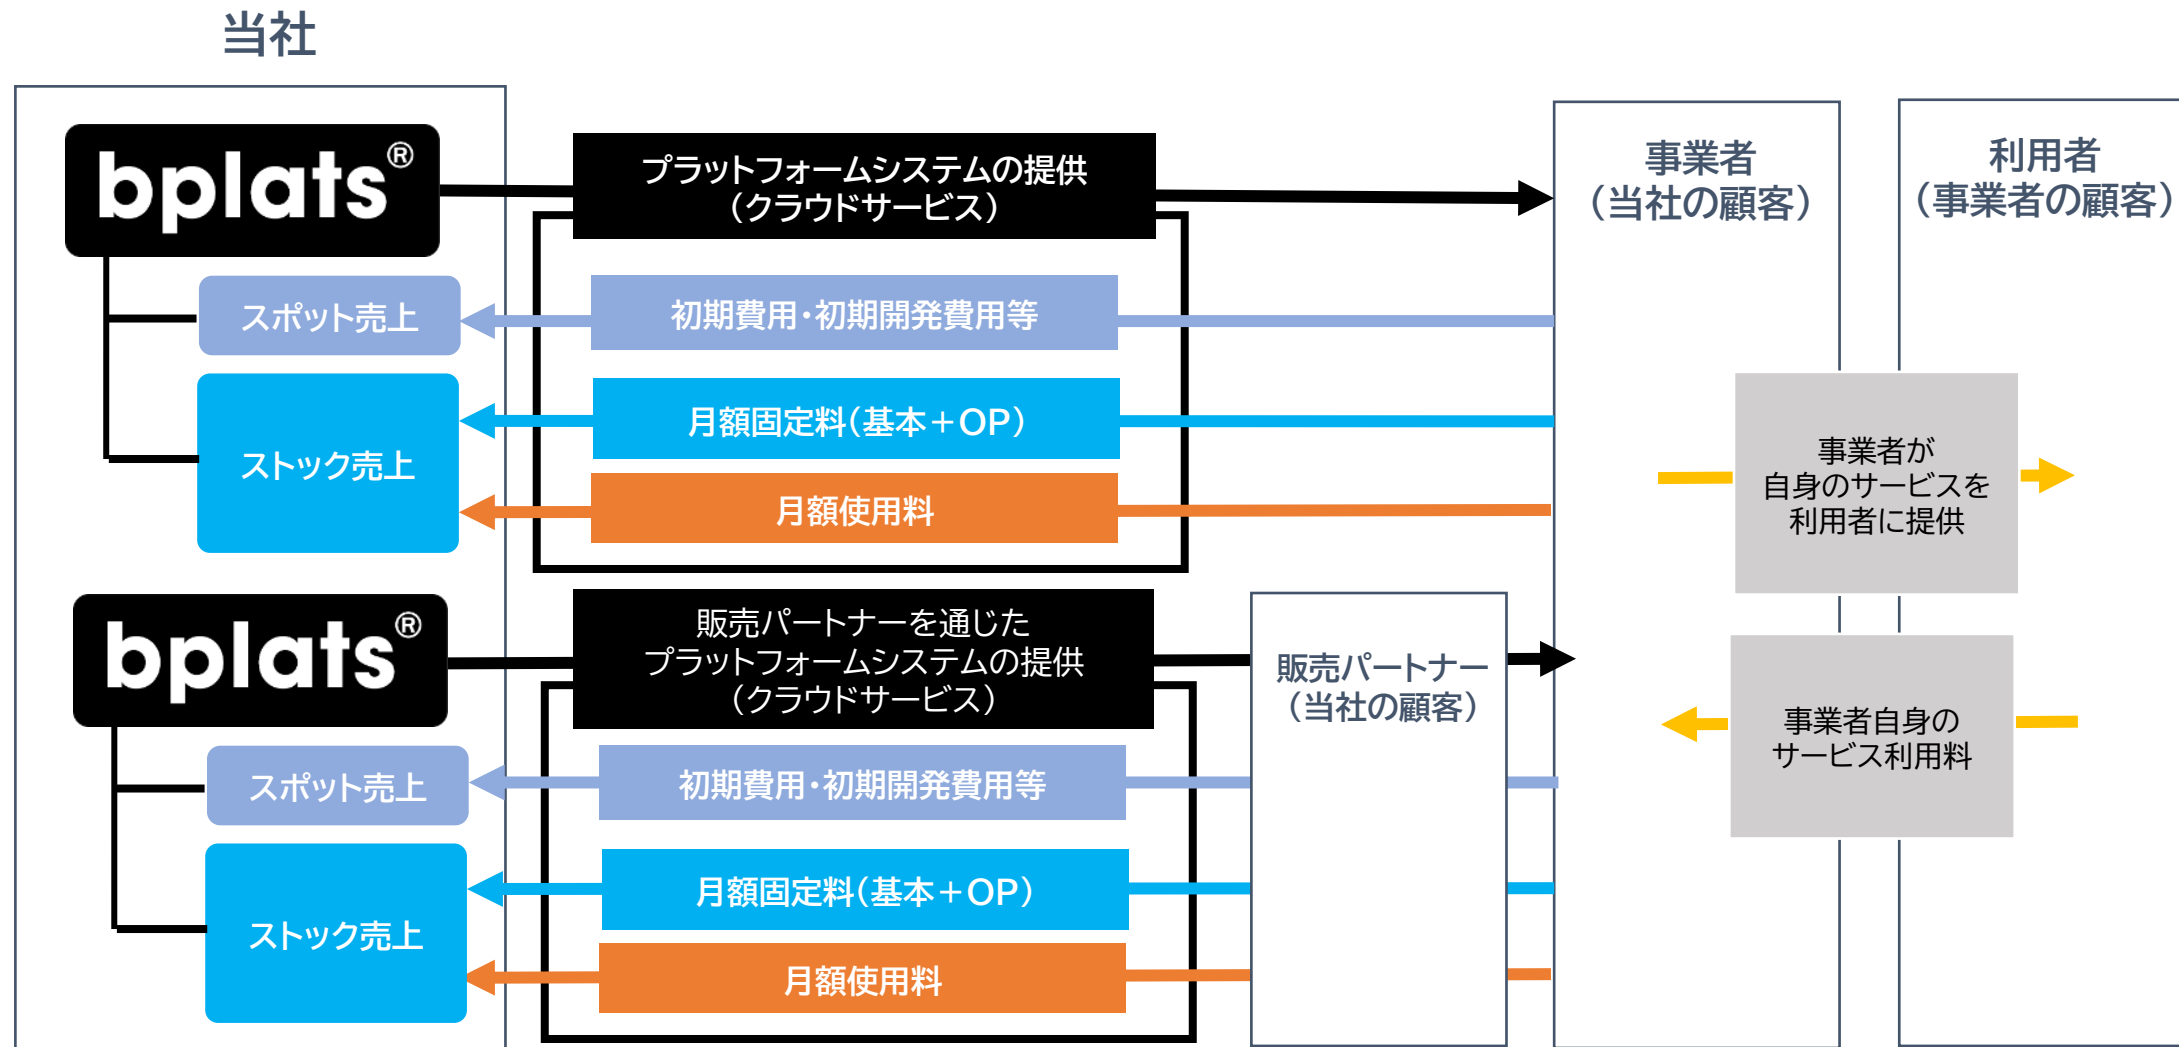 当社
bplats®
プラットフォームシステムの提供
（クラウドサービス）
事業者
（当社の顧客）
利用者
（事業者の顧客）
スポット売上
初期費用・初期開発費用等
ストック売上
月額固定料（基本＋OP）
月額使用料
事業者が
自身のサービスを
利用者に提供
bplats®
販売パートナーを通じた
プラットフォームシステムの提供
（クラウドサービス）
販売パートナー
（当社の顧客）
事業者自身の
サービス利用料
スポット売上
初期費用・初期開発費用等
ストック売上
月額固定料（基本＋OP）
月額使用料